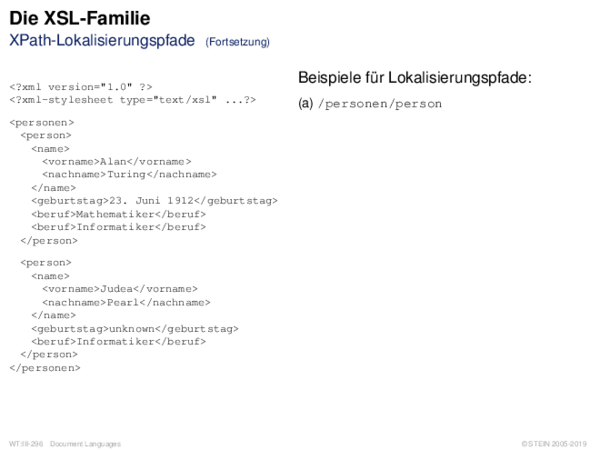 Die XSL-Familie
XPath-Lokalisierungspfade (Fortsetzung)
<?xml version="1.0" ?>
<?xml-stylesheet type="text/xsl" ...?>
<personen>
<person>
<name>
<vorname>Alan</vorname>
<nachname>Turing</nachname>
</name>
<geburtstag>23. Juni 1912</geburtstag>
<beruf>Mathematiker</beruf>
<beruf>Informatiker</beruf>
</person>
<person>
<name>
<vorname>Judea</vorname>
<nachname>Pearl</nachname>
</name>
<geburtstag>unknown</geburtstag>
<beruf>Informatiker</beruf>
</person>
</personen>
Beispiele für Lokalisierungspfade:
(a) /personen/person
WT:III-296 Document Languages
© STEIN 2005-2019